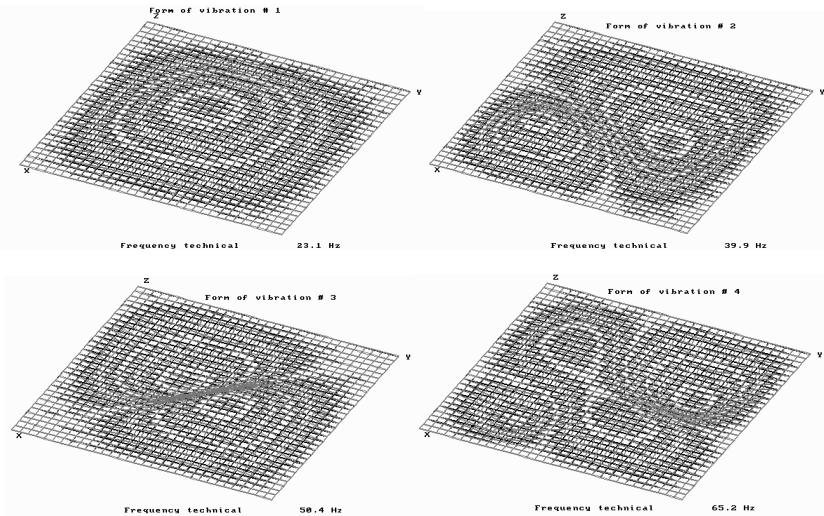 Form of vibration # 1
Z
Y
X
Frequency technical 23.1 Hz
Z
Form of vibration # 2
Y
X
Frequency technical 39.9 Hz
Z
Form of vibration # 3
Y
X
Frequency technical 50.4 Hz
Z
Form of vibration # 4
Y
X
Frequency technical 65.2 Hz